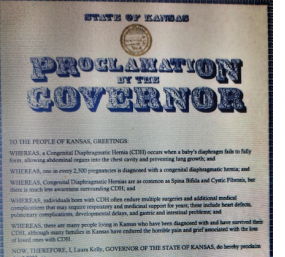 STATE OF KANSAS
PROCLAMATION
BY THE
GOVERNOR
TO THE PEOPLE OF KANSAS, GREETINGS:
WHEREAS, a Congenital Diaphragmatic Hernia (CDH) occurs when a baby's diaphragm fails to fully
form, allowing abdominal organs into the chest cavity and preventing lung growth; and
WHEREAS, one in every 2,500 pregnancies is diagnosed with a congenital diaphragmatic hernia; and
WHEREAS, Congenital Diaphragmatic Hernias are as common as Spina Bifida and Cystic Fibrosis, but
there is much less awareness surrounding CDH; and
WHEREAS, individuals born with CDH often endure multiple surgeries and additional medical
complications that may require respiratory and medicinal support for years; these include heart defects,
pulmonary complications, developmental delays, and gastric and intestinal problems; and
WHEREAS, there are many people living in Kansas who have been diagnosed with and have survived their
CDH, although many families in Kansas have endured the horrible pain and grief associated with the loss
of loved ones with CDH.
NOW, THEREFORE, I, Laura Kelly, GOVERNOR OF THE STATE OF KANSAS, do hereby proclaim